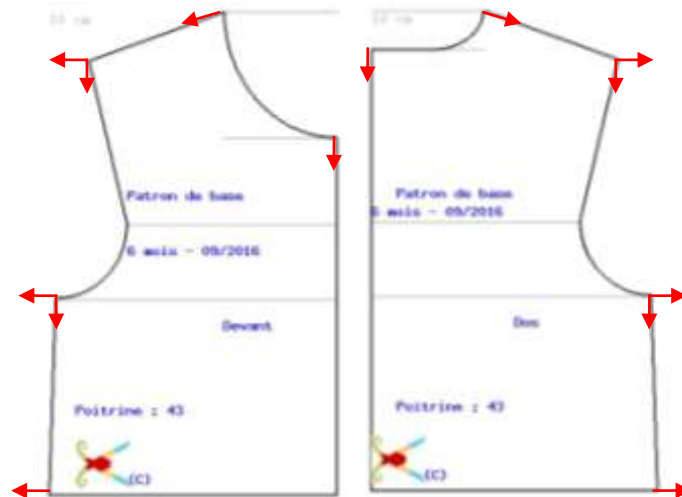 Patron de base
6 mois - 09/2016
Devant
Poitrine : 43
(C)
Patron de base
6 mois - 09/2016
Dos
Poitrine : 43
(C)